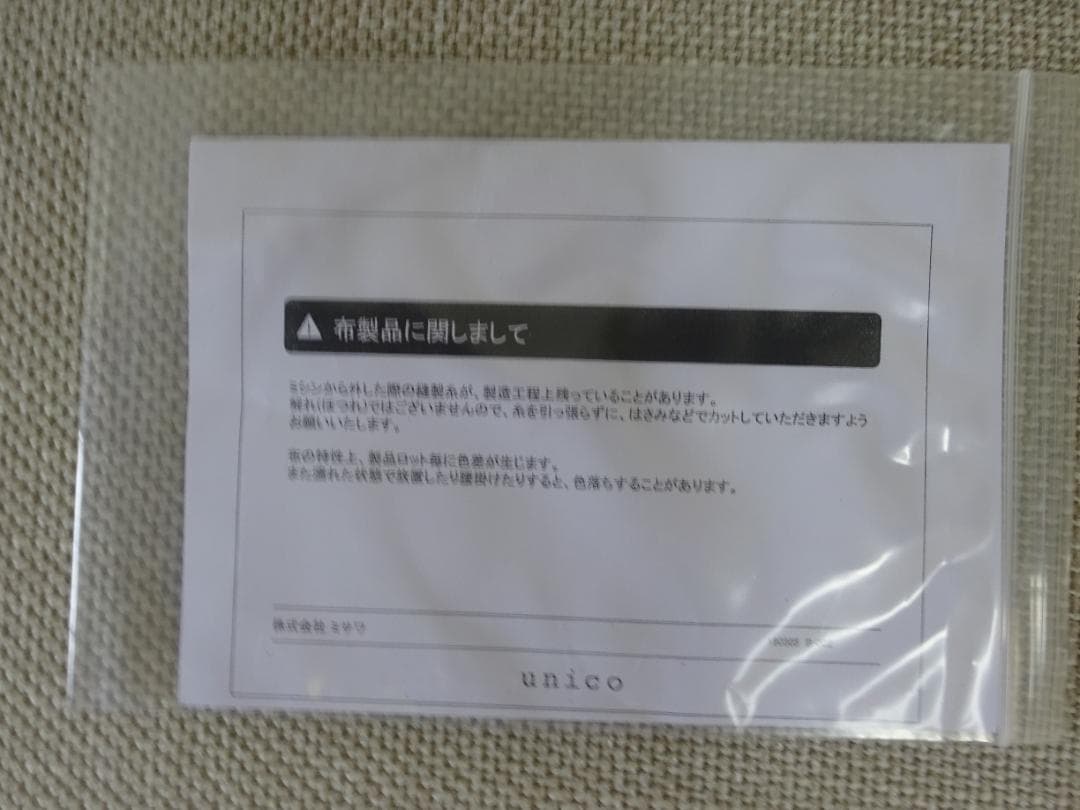 布製品に関しまして
ミシンから外した際の縫製糸が、製造工程上残っていることがあります。
解れ(ほつれ)ではございませんので、糸を引っ張らずに、はさみなどでカットしていただきますよう
お願いいたします。
布の特性上、製品ロット毎に色差が生じます。
また濡れた状態で放置したり腰掛けたりすると、色落ちすることがあります。
株式会社 ミサワ
unico